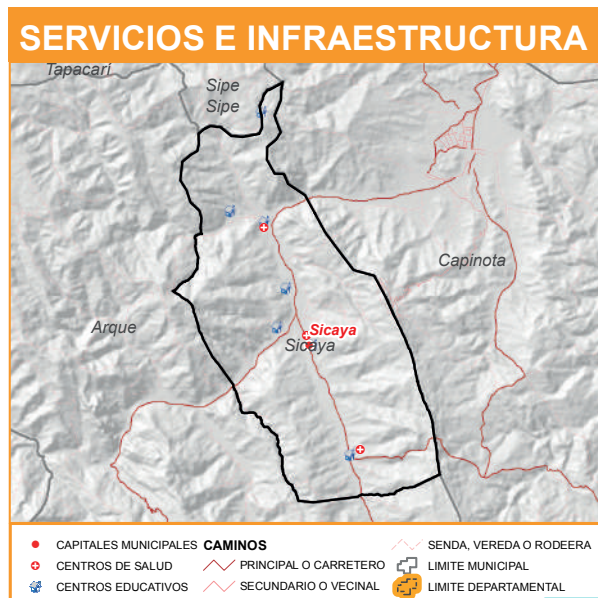 SERVICIOS E INFRAESTRUCTURA
Tapacarí
Sipe
Sipe
Capinota
Arque
Sicaya
Sicaya
CAPITALES MUNICIPALES
CENTROS DE SALUD
CENTROS EDUCATIVOS
CAMINOS
PRINCIPAL O CARRETERO
SECUNDARIO O VECINAL
SENDA, VEREDA O RODEERA
LIMITE MUNICIPAL
LIMITE DEPARTAMENTAL